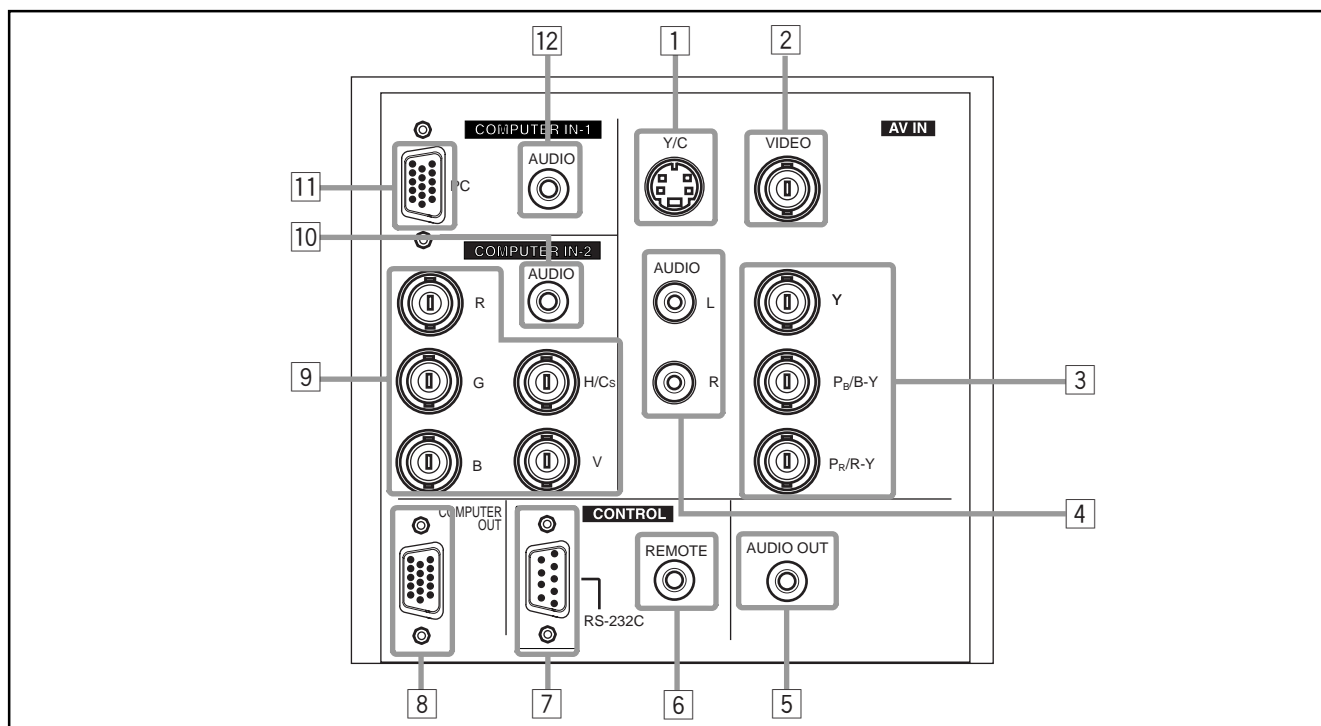 12
1
2
COMPUTER IN-1
AV IN
AUDIO
Y/C
VIDEO
11
PC
10
COMPUTER IN-2
AUDIO
AUDIO
R
L
Y
9
G
H/Cs
R
PB/B-Y
3
B
V
PR/R-Y
COMPUTER
OUT
CONTROL
4
REMOTE
AUDIO OUT
RS-232C
8
7
6
5